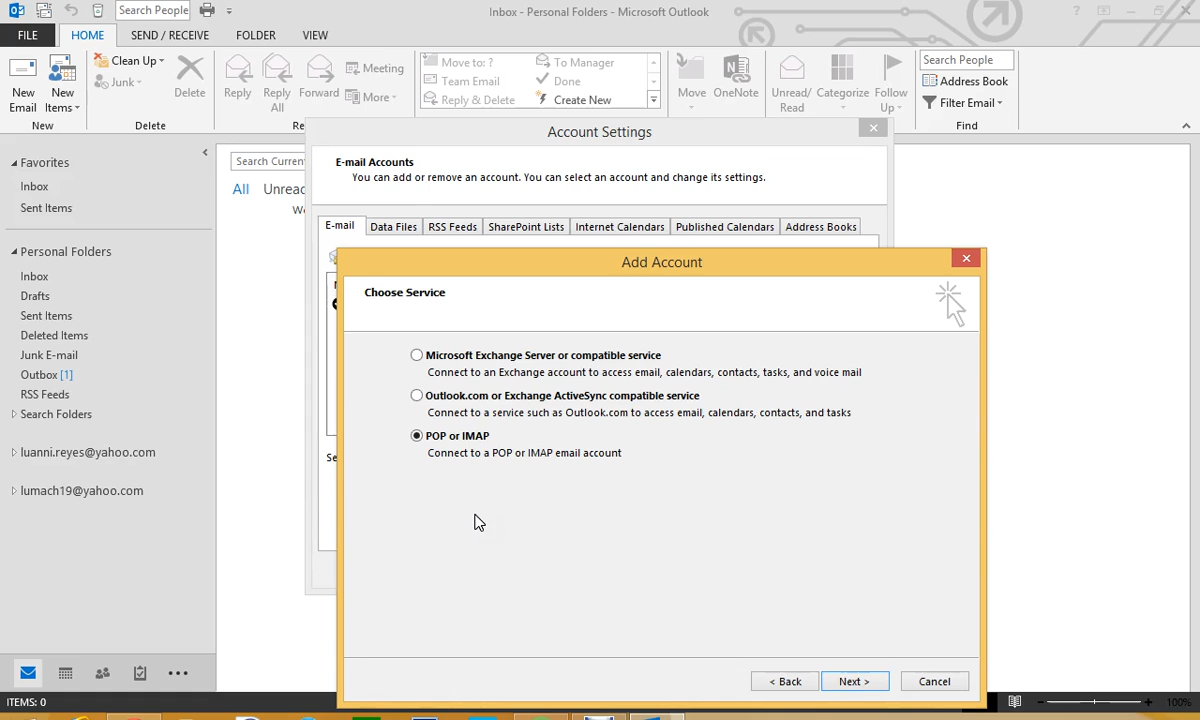 Search People
Inbox - Personal Folders - Microsoft Outlook
?
FILE HOME SEND / RECEIVE FOLDER VIEW
New Email
New Items
New
Clean Up
Junk
Delete
Delete
Reply
Reply All
Forward
Meeting
More
Re
Move to: ?
Team Email
Reply & Delete
To Manager
Done
Create New
Move
OneNote
Unread/ Read
Categorize
Follow Up
Search People
Address Book
Filter Email
Find
Favorites
Inbox
Sent Items
Personal Folders
Inbox
Drafts
Sent Items
Deleted Items
Junk E-mail
Outbox [1]
RSS Feeds
Search Folders
luanni.reyes@yahoo.com
lumach19@yahoo.com
Search Curren
All Unread
We
Account Settings
E-mail Accounts
You can add or remove an account. You can select an account and change its settings.
E-mail Data Files RSS Feeds SharePoint Lists Internet Calendars Published Calendars Address Books
Se
Add Account
Choose Service
Microsoft Exchange Server or compatible service
Connect to an Exchange account to access email, calendars, contacts, tasks, and voice mail
Outlook.com or Exchange ActiveSync compatible service
Connect to a service such as Outlook.com to access email, calendars, contacts, and tasks
POP or IMAP
Connect to a POP or IMAP email account
< Back Next > Cancel
ITEMS: 0
100%